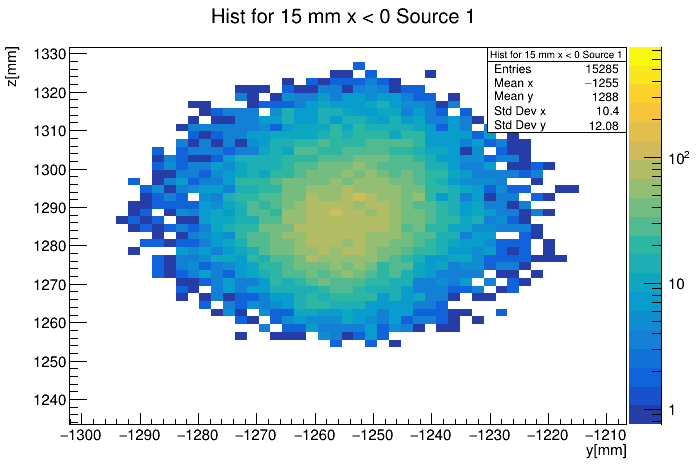 Hist for 15 mm x < 0 Source 1
z[mm]
1330
1320
1310
1300
1290
1280
1270
1260
1250
1240
Hist for 15 mm x < 0 Source 1
Entries 15285
Mean x −1255
Mean y 1288
Std Dev x 10.4
Std Dev y 12.08
10²
10
1
−1300 −1290 −1280 −1270 −1260 −1250 −1240 −1230 −1220 −1210
y[mm]